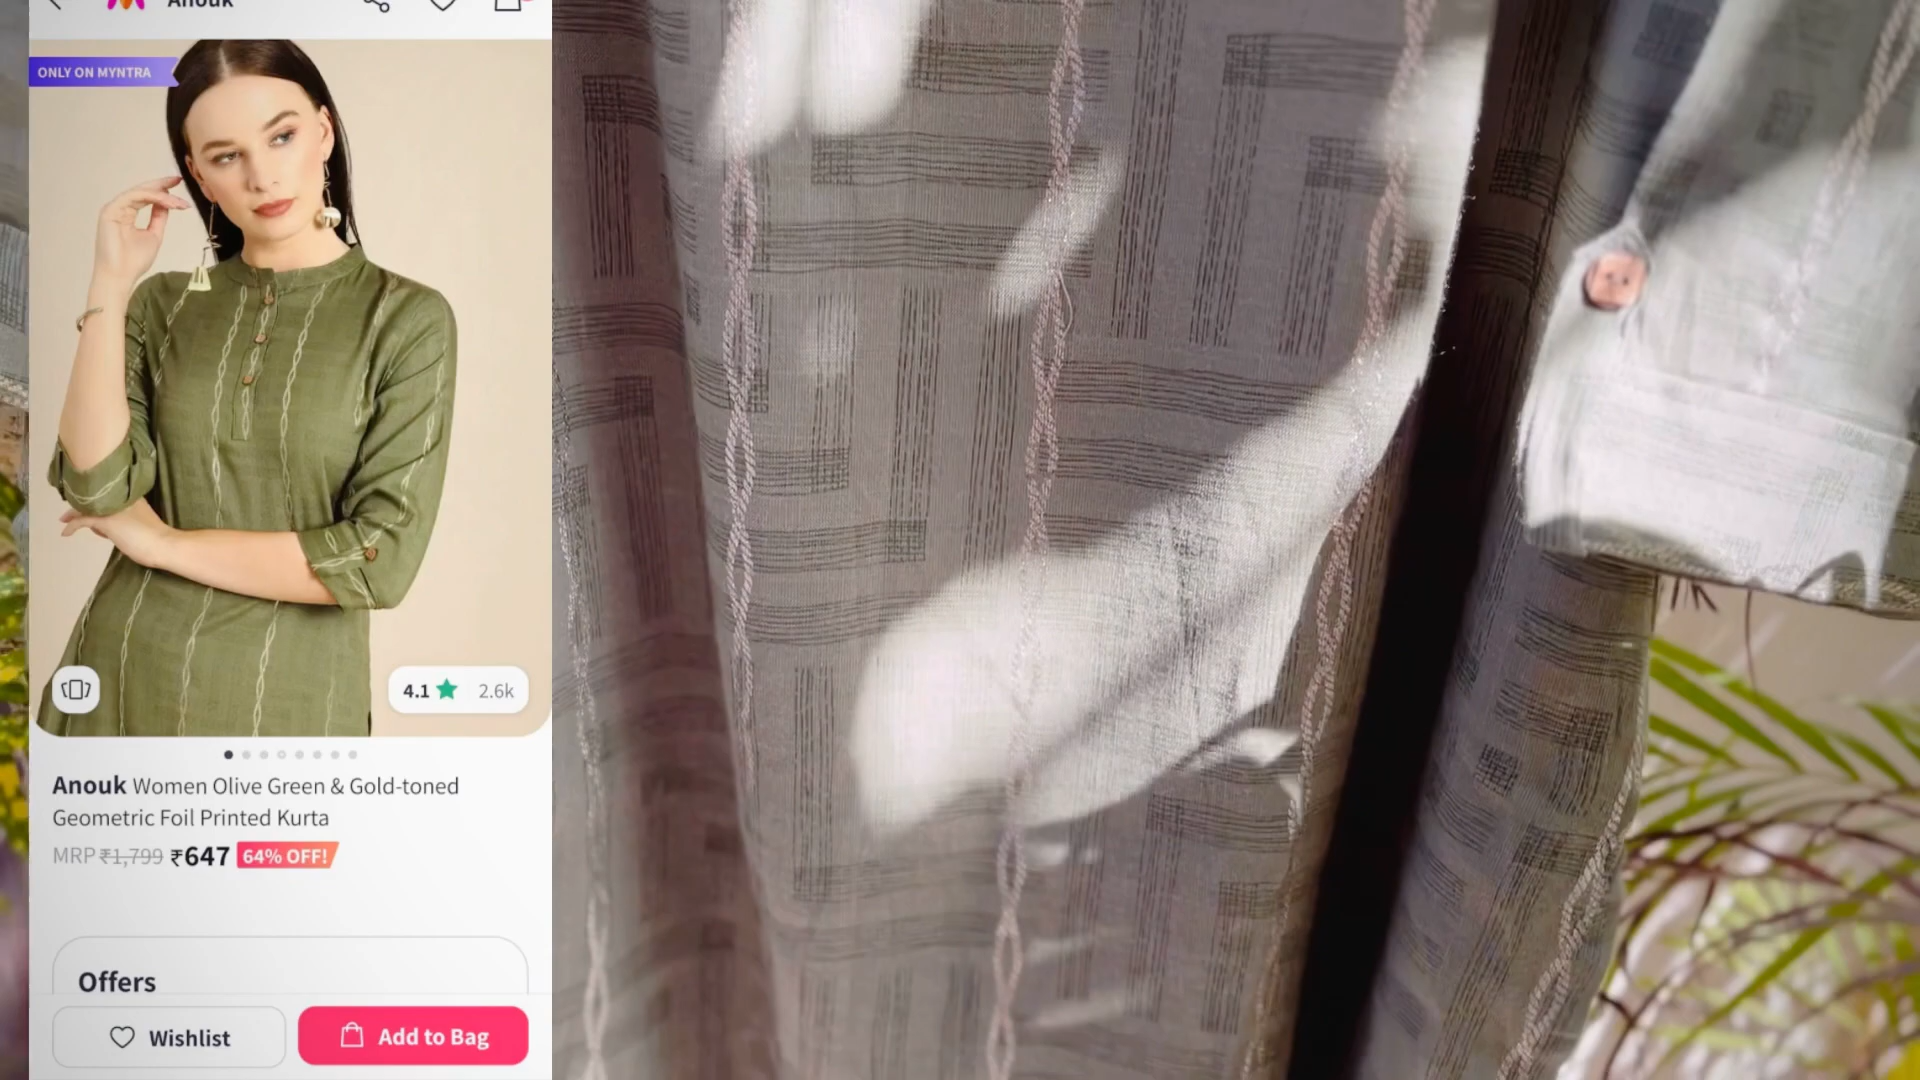 Anouk
ONLY ON MYNTRA
4.1 2.6k
Anouk Women Olive Green & Gold-toned
Geometric Foil Printed Kurta
MRP ₹1,799 ₹647 64% OFF!
Offers
Wishlist
Add to Bag